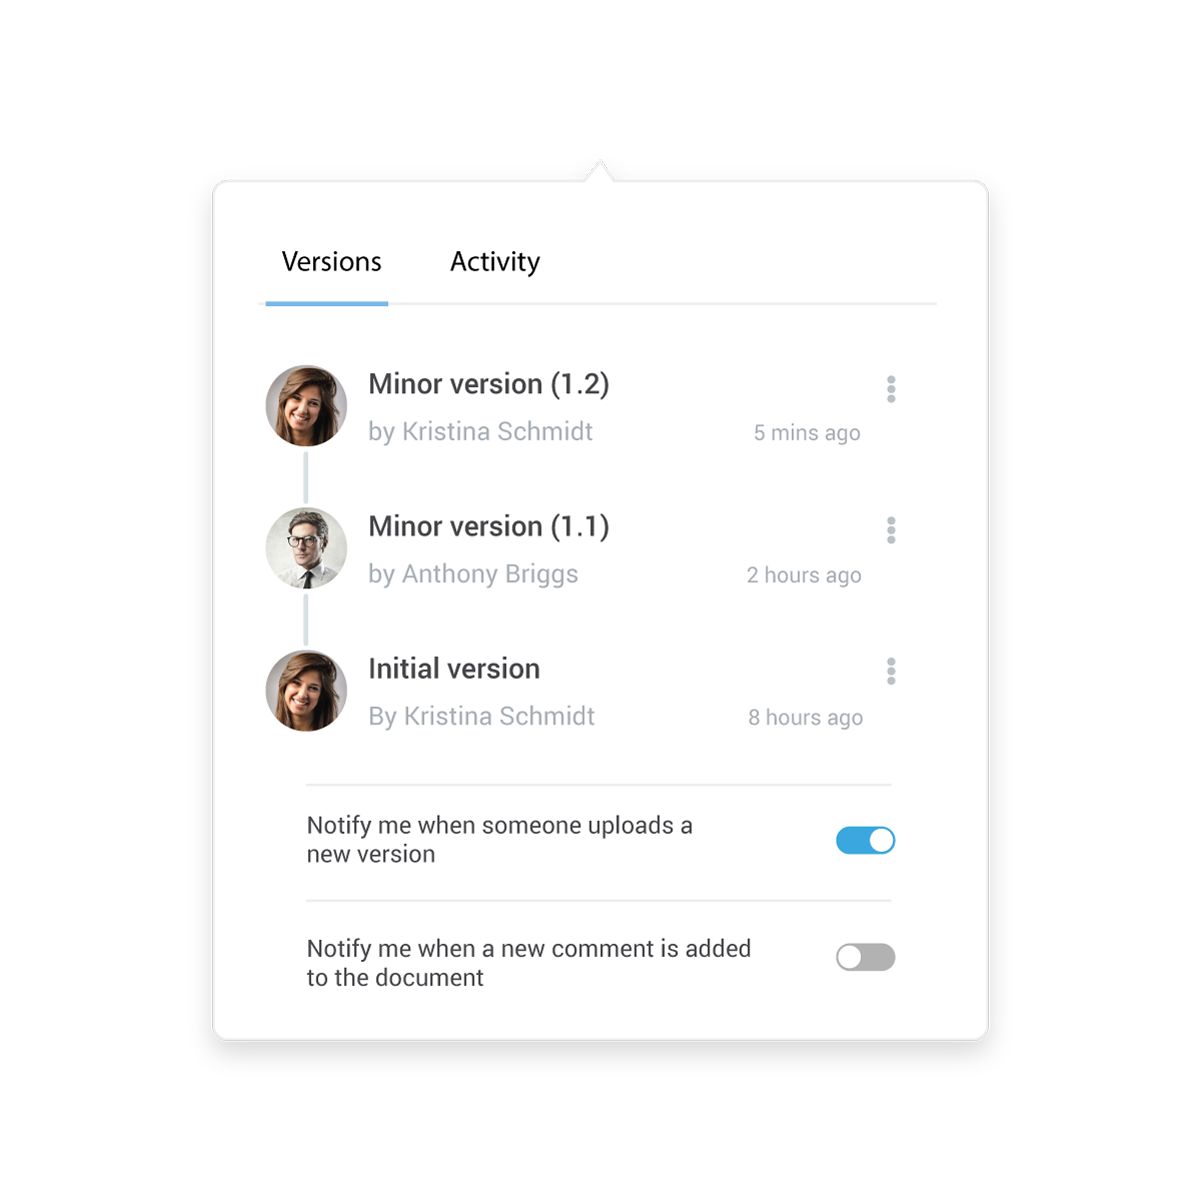 Versions Activity
Minor version (1.2)
by Kristina Schmidt 5 mins ago
Minor version (1.1)
by Anthony Briggs 2 hours ago
Initial version
By Kristina Schmidt 8 hours ago
Notify me when someone uploads a
new version
Notify me when a new comment is added
to the document